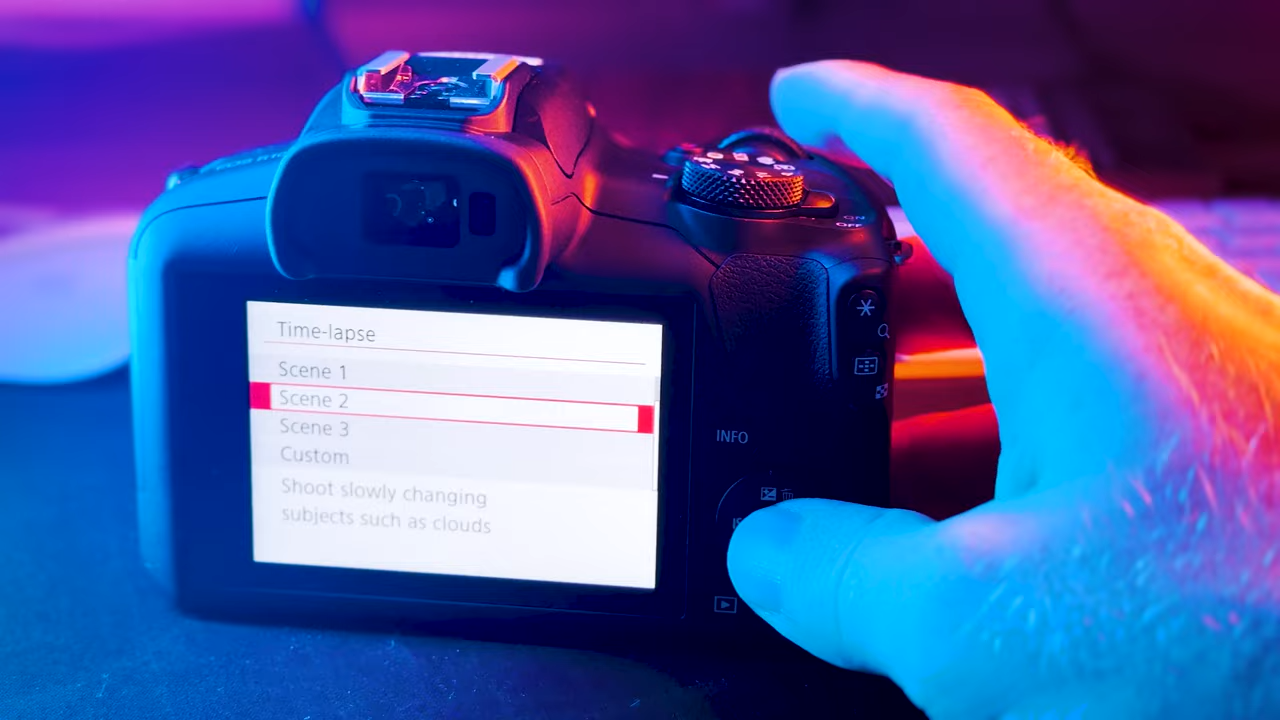 ON
OFF
Time-lapse
Scene 1
Scene 2
Scene 3
Custom
Shoot slowly changing
subjects such as clouds
INFO